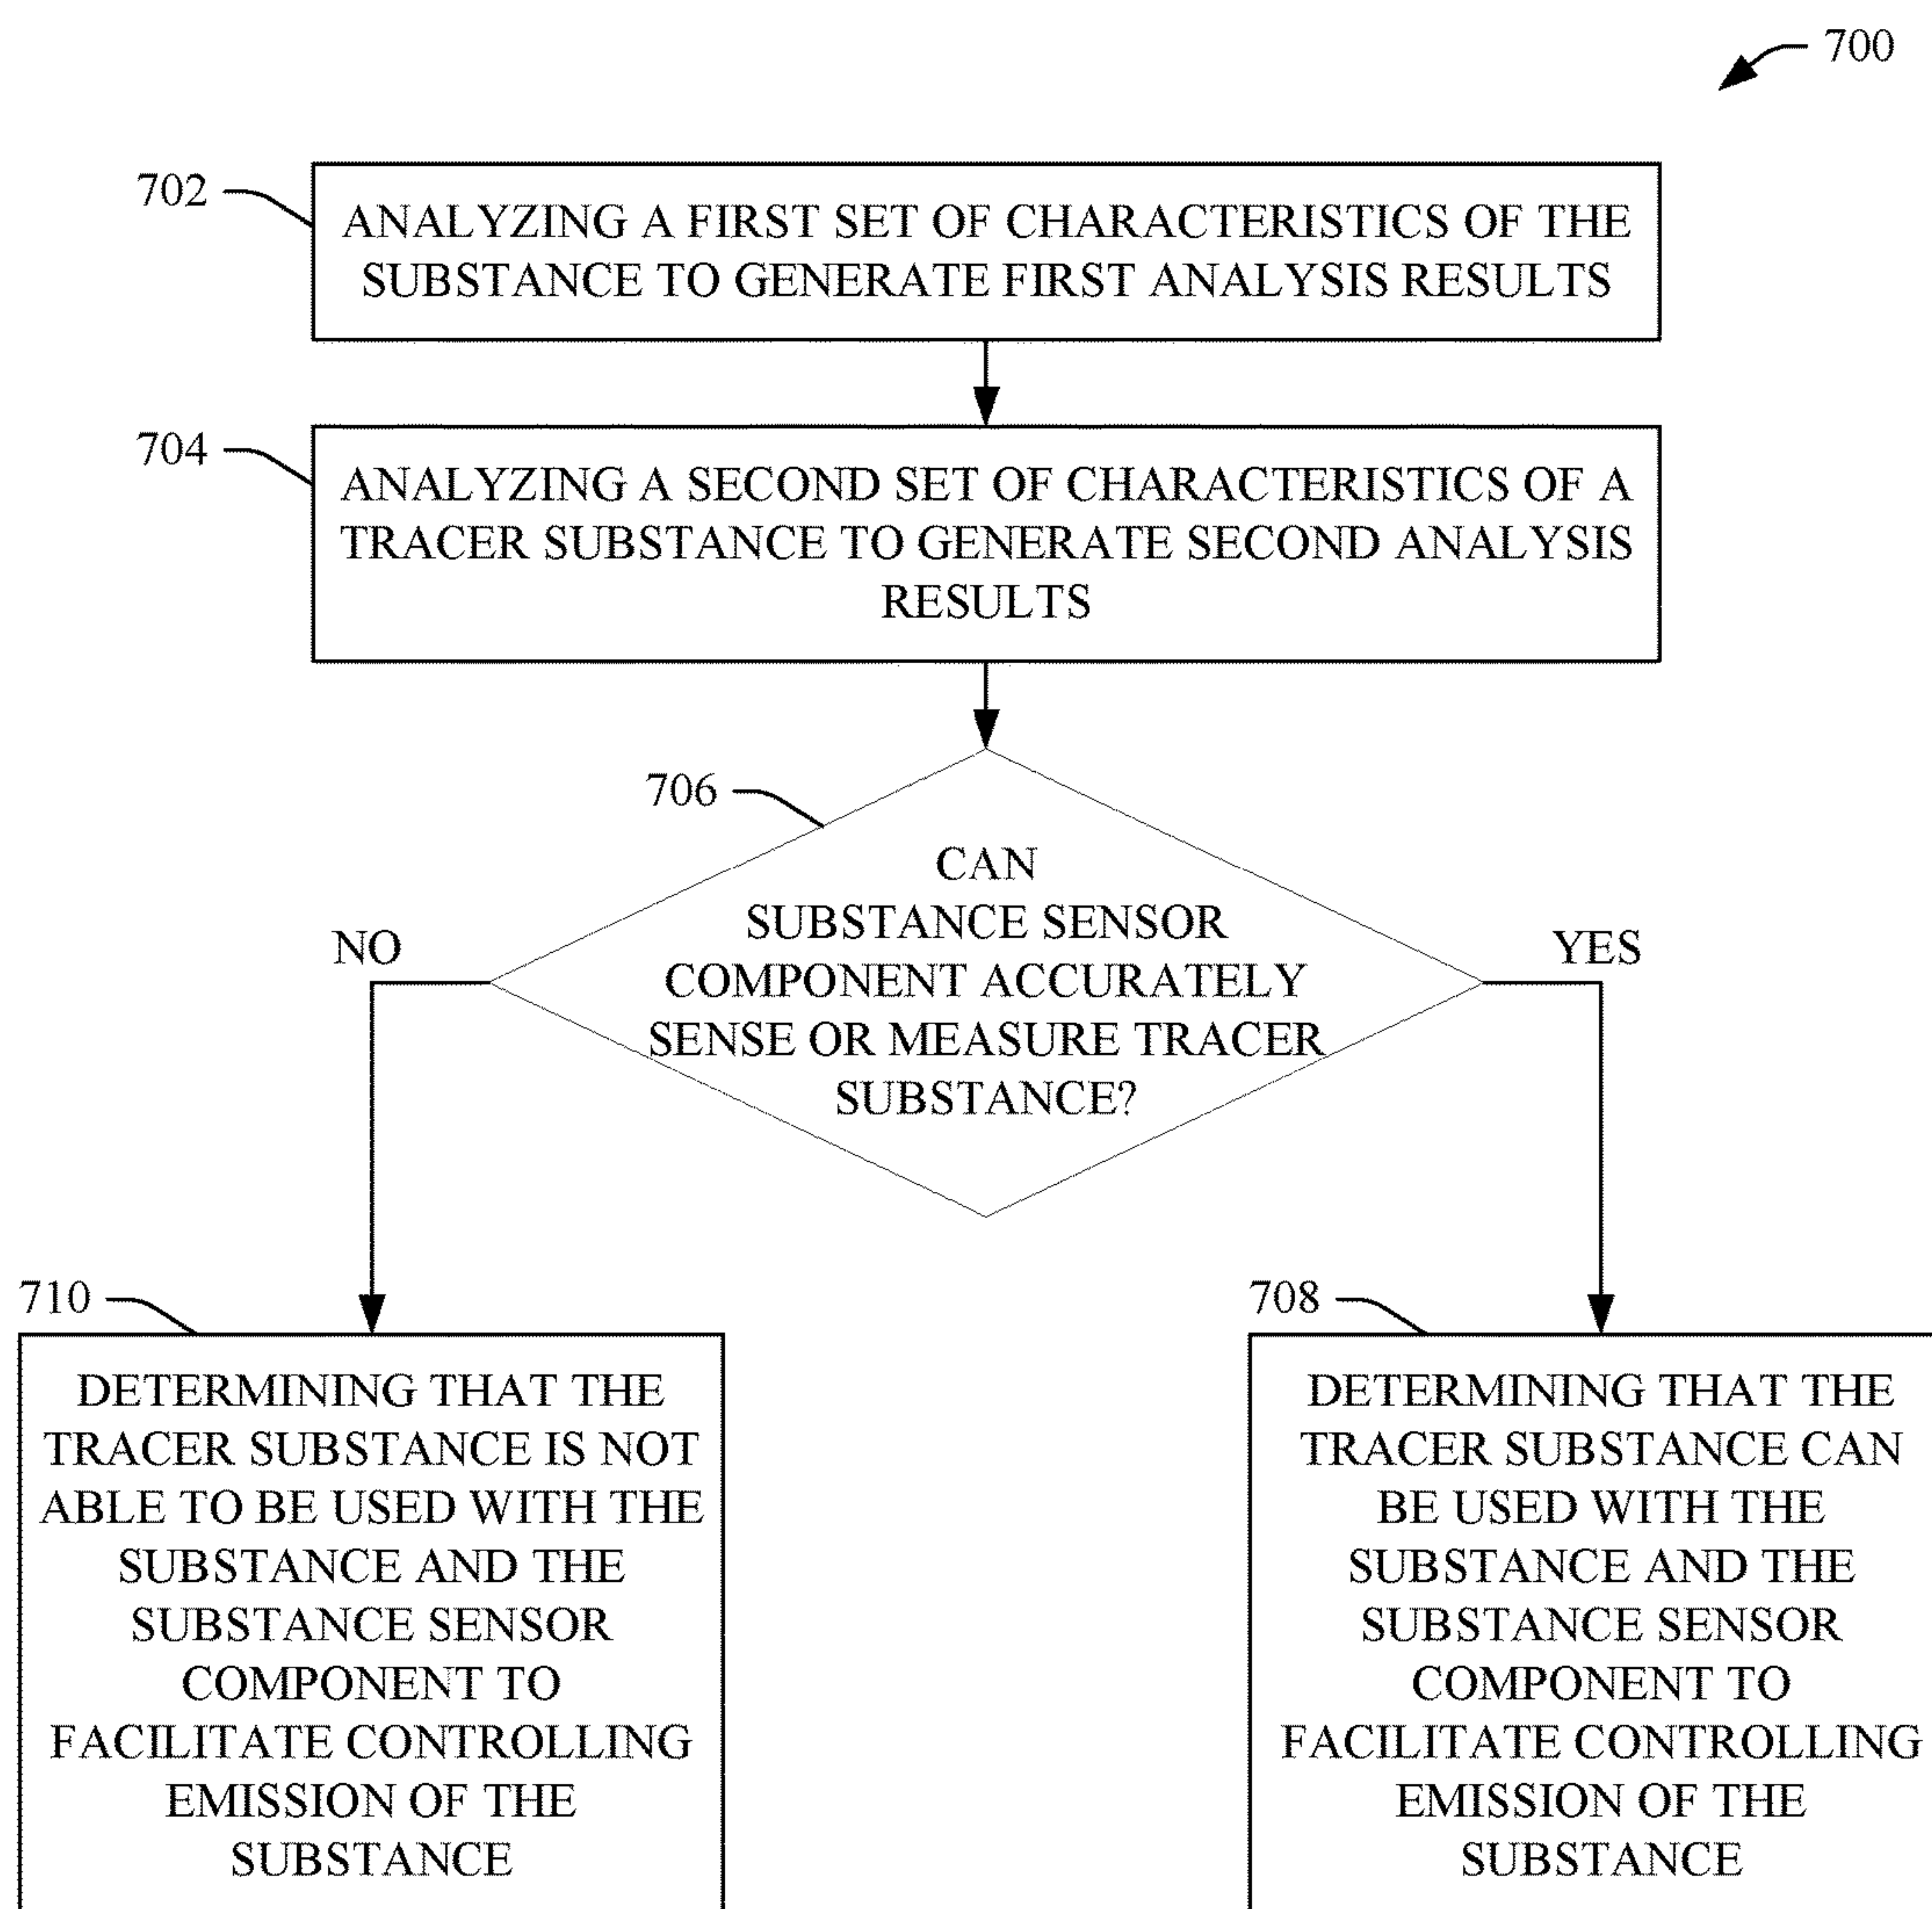 700
702
ANALYZING A FIRST SET OF CHARACTERISTICS OF THE
SUBSTANCE TO GENERATE FIRST ANALYSIS RESULTS
704
ANALYZING A SECOND SET OF CHARACTERISTICS OF A
TRACER SUBSTANCE TO GENERATE SECOND ANALYSIS
RESULTS
706
CAN
SUBSTANCE SENSOR
COMPONENT ACCURATELY
SENSE OR MEASURE TRACER
SUBSTANCE?
NO
YES
710
DETERMINING THAT THE
TRACER SUBSTANCE IS NOT
ABLE TO BE USED WITH THE
SUBSTANCE AND THE
SUBSTANCE SENSOR
COMPONENT TO
FACILITATE CONTROLLING
EMISSION OF THE
SUBSTANCE
708
DETERMINING THAT THE
TRACER SUBSTANCE CAN
BE USED WITH THE
SUBSTANCE AND THE
SUBSTANCE SENSOR
COMPONENT TO
FACILITATE CONTROLLING
EMISSION OF THE
SUBSTANCE